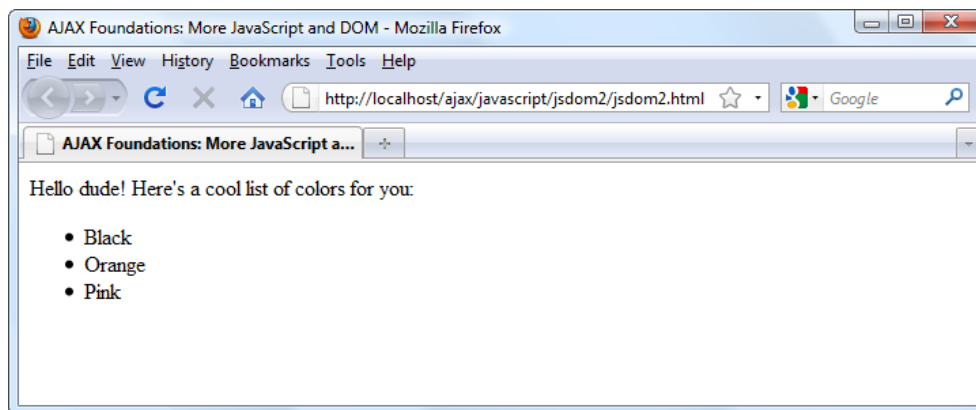 AJAX Foundations: More JavaScript and DOM - Mozilla Firefox
File Edit View History Bookmarks Tools Help
http://localhost/ajax/javascript/jsdom2/jsdom2.html Google
AJAX Foundations: More JavaScript a...
Hello dude! Here's a cool list of colors for you:
• Black
• Orange
• Pink